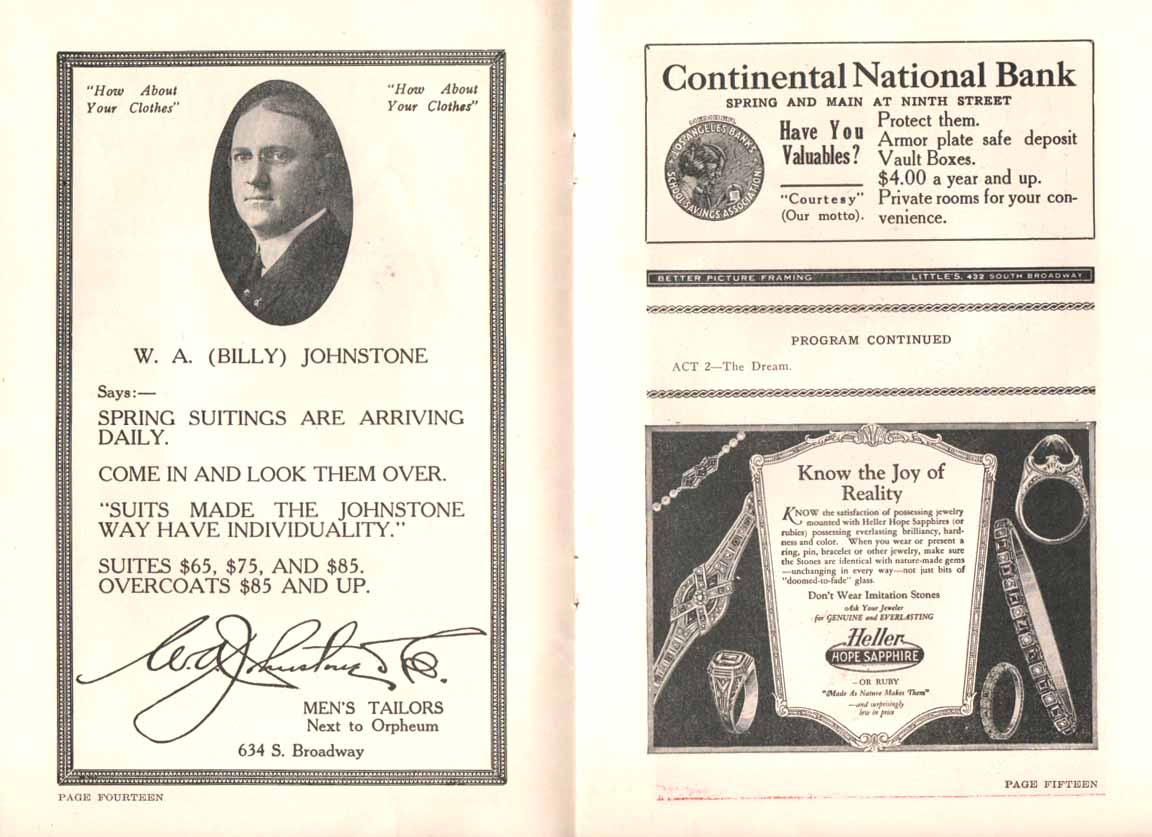 "How About
Your Clothes"
"How About
Your Clothes"
W. A. (BILLY) JOHNSTONE
Says:—
SPRING SUITINGS ARE ARRIVING
DAILY.
COME IN AND LOOK THEM OVER.
"SUITS MADE THE JOHNSTONE
WAY HAVE INDIVIDUALITY."
SUITES $65, $75, AND $85.
OVERCOATS $85 AND UP.
W. A. Johnstone & Co.
MEN'S TAILORS
Next to Orpheum
634 S. Broadway
PAGE FOURTEEN
Continental National Bank
SPRING AND MAIN AT NINTH STREET
LOS ANGELES BANKS
SCHOOL SAVINGS ASSOCIATION
Have You
Valuables?
"Courtesy"
(Our motto).
Protect them.
Armor plate safe deposit
Vault Boxes.
$4.00 a year and up.
Private rooms for your con-
venience.
BETTER PICTURE FRAMING LITTLE'S, 432 SOUTH BROADWAY
PROGRAM CONTINUED
ACT 2—The Dream.
Know the Joy of
Reality
KNOW the satisfaction of possessing jewelry
mounted with Heller Hope Sapphires (or
rubies) possessing everlasting brilliancy, hard-
ness and color. When you wear or present a
ring, pin, bracelet or other jewelry, make sure
the Stones are identical with nature-made gems
—unchanging in every way—not just bits of
"doomed-to-fade" glass.
Don't Wear Imitation Stones
Ask Your Jeweler
for GENUINE and EVERLASTING
Heller
HOPE SAPPHIRE
—OR RUBY
"Made As Nature Makes Them"
—and surprisingly
low in price
PAGE FIFTEEN